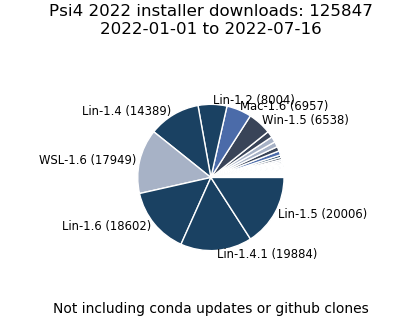 Psi4 2022 installer downloads: 125847
2022-01-01 to 2022-07-16
Lin-1.2 (8004)
Mac-1.6 (6957)
Lin-1.4 (14389)
Win-1.5 (6538)
WSL-1.6 (17949)
Lin-1.5 (20006)
Lin-1.6 (18602)
Lin-1.4.1 (19884)
Not including conda updates or github clones